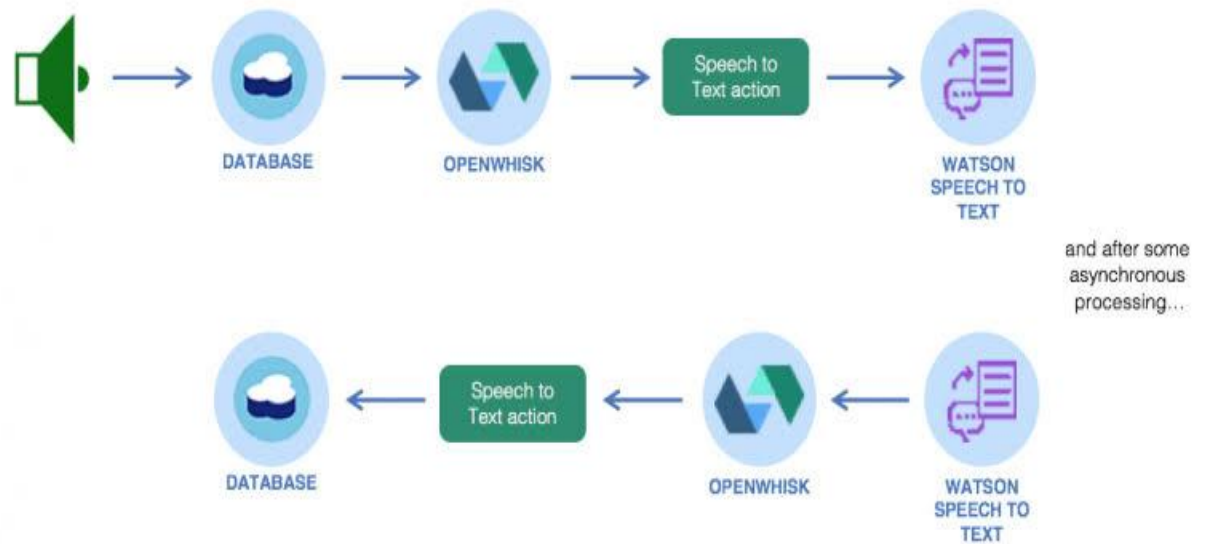 Speech to
Text action
DATABASE
OPENWHISK
WATSON
SPEECH TO
TEXT
and after some
asynchronous
processing...
Speech to
Text action
DATABASE
OPENWHISK
WATSON
SPEECH TO
TEXT